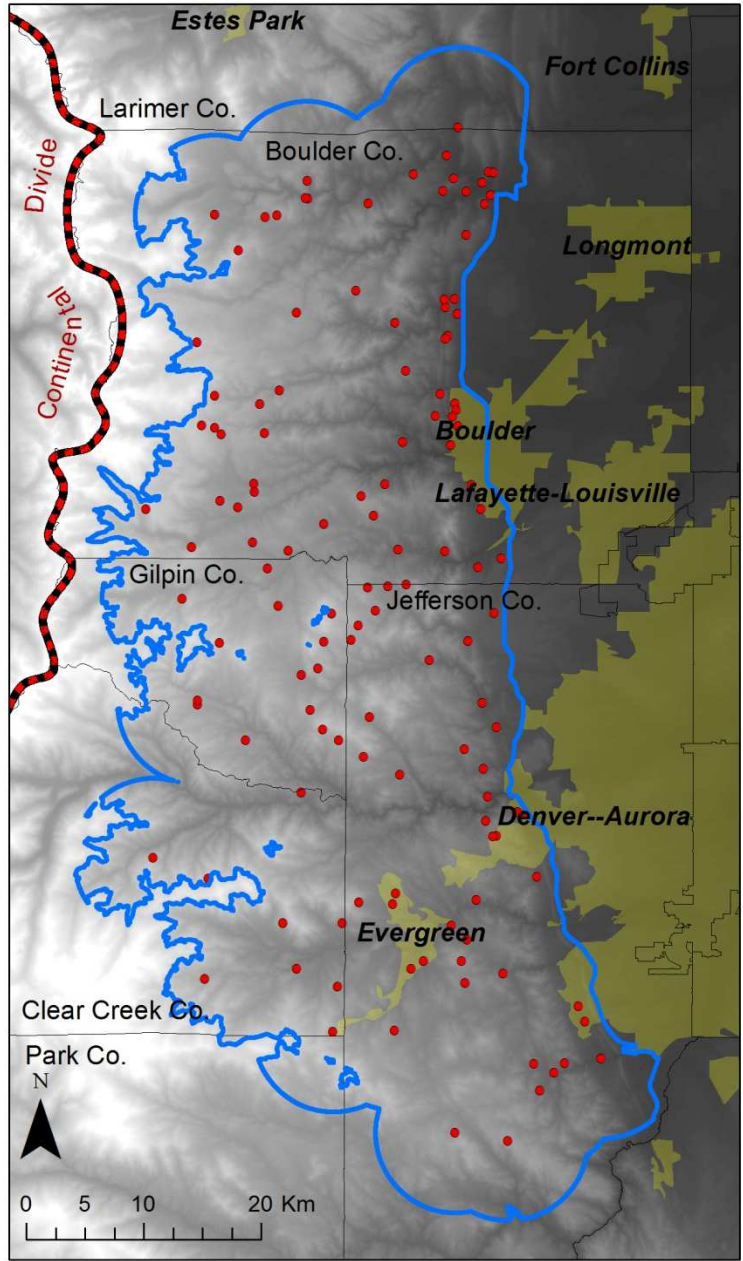 Estes Park
Fort Collins
Larimer Co.
Boulder Co.
Divide
Longmont
Continental
Boulder
Lafayette-Louisville
Gilpin Co.
Jefferson Co.
Denver--Aurora
Evergreen
Clear Creek Co.
Park Co.
N
0 5 10 20 Km